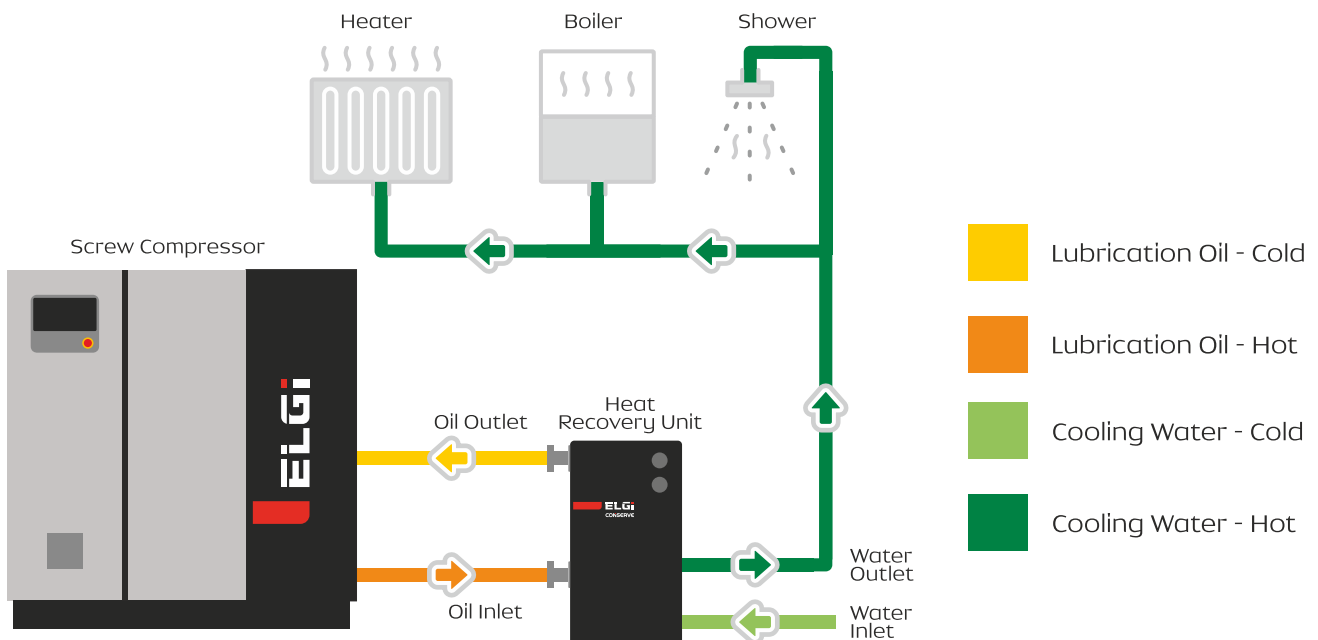 Heater
Boiler
Shower
Screw Compressor
ELGi
Oil Outlet
Oil Inlet
Heat
Recovery Unit
ELGi
CONSERVE
Water
Outlet
Water
Inlet
Lubrication Oil - Cold
Lubrication Oil - Hot
Cooling Water - Cold
Cooling Water - Hot